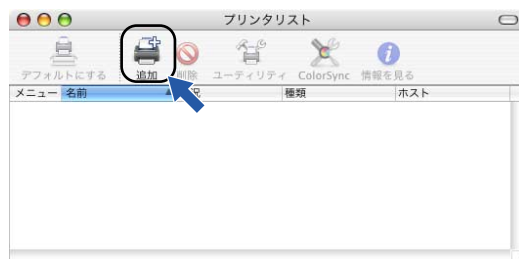 プリンタリスト
デフォルトにする 追加 削除 ユーティリティ ColorSync 情報を見る
メニュー 名前 況 種類 ホスト